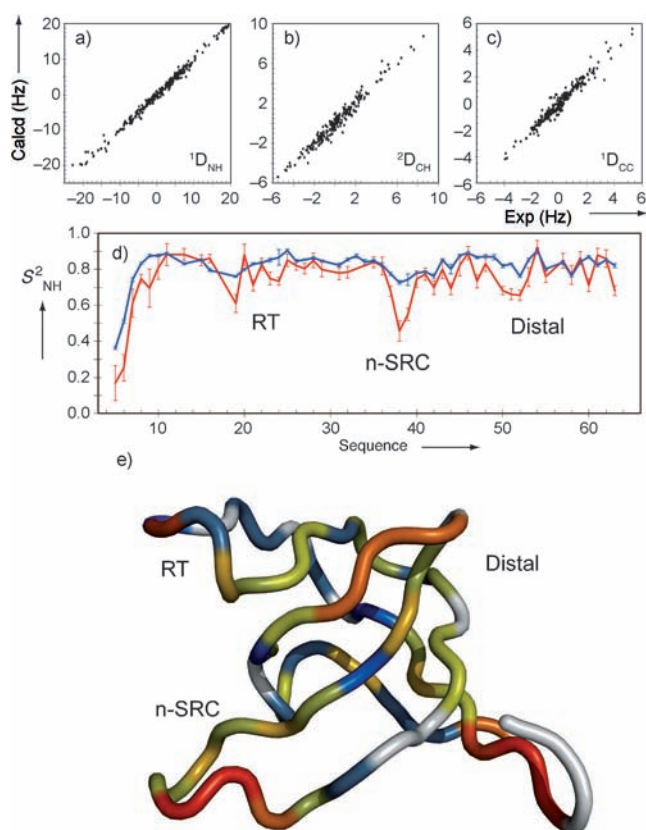 a)
b)
c)
Calcd (Hz)
20
10
0
−10
−20
−20 −10 0 10 20
¹D_NH
10
6
2
−2
−6
−6 −2 2 6 10
²D_CH
6
4
2
0
−2
−4
−6
−6 −4 −2 0 2 4 6
¹D_CC
Exp (Hz)
d)
S²_NH
1.0
0.8
0.6
0.4
0.2
0.0
RT
n-SRC
Distal
10 20 30 40 50 60
Sequence
e)
RT
Distal
n-SRC